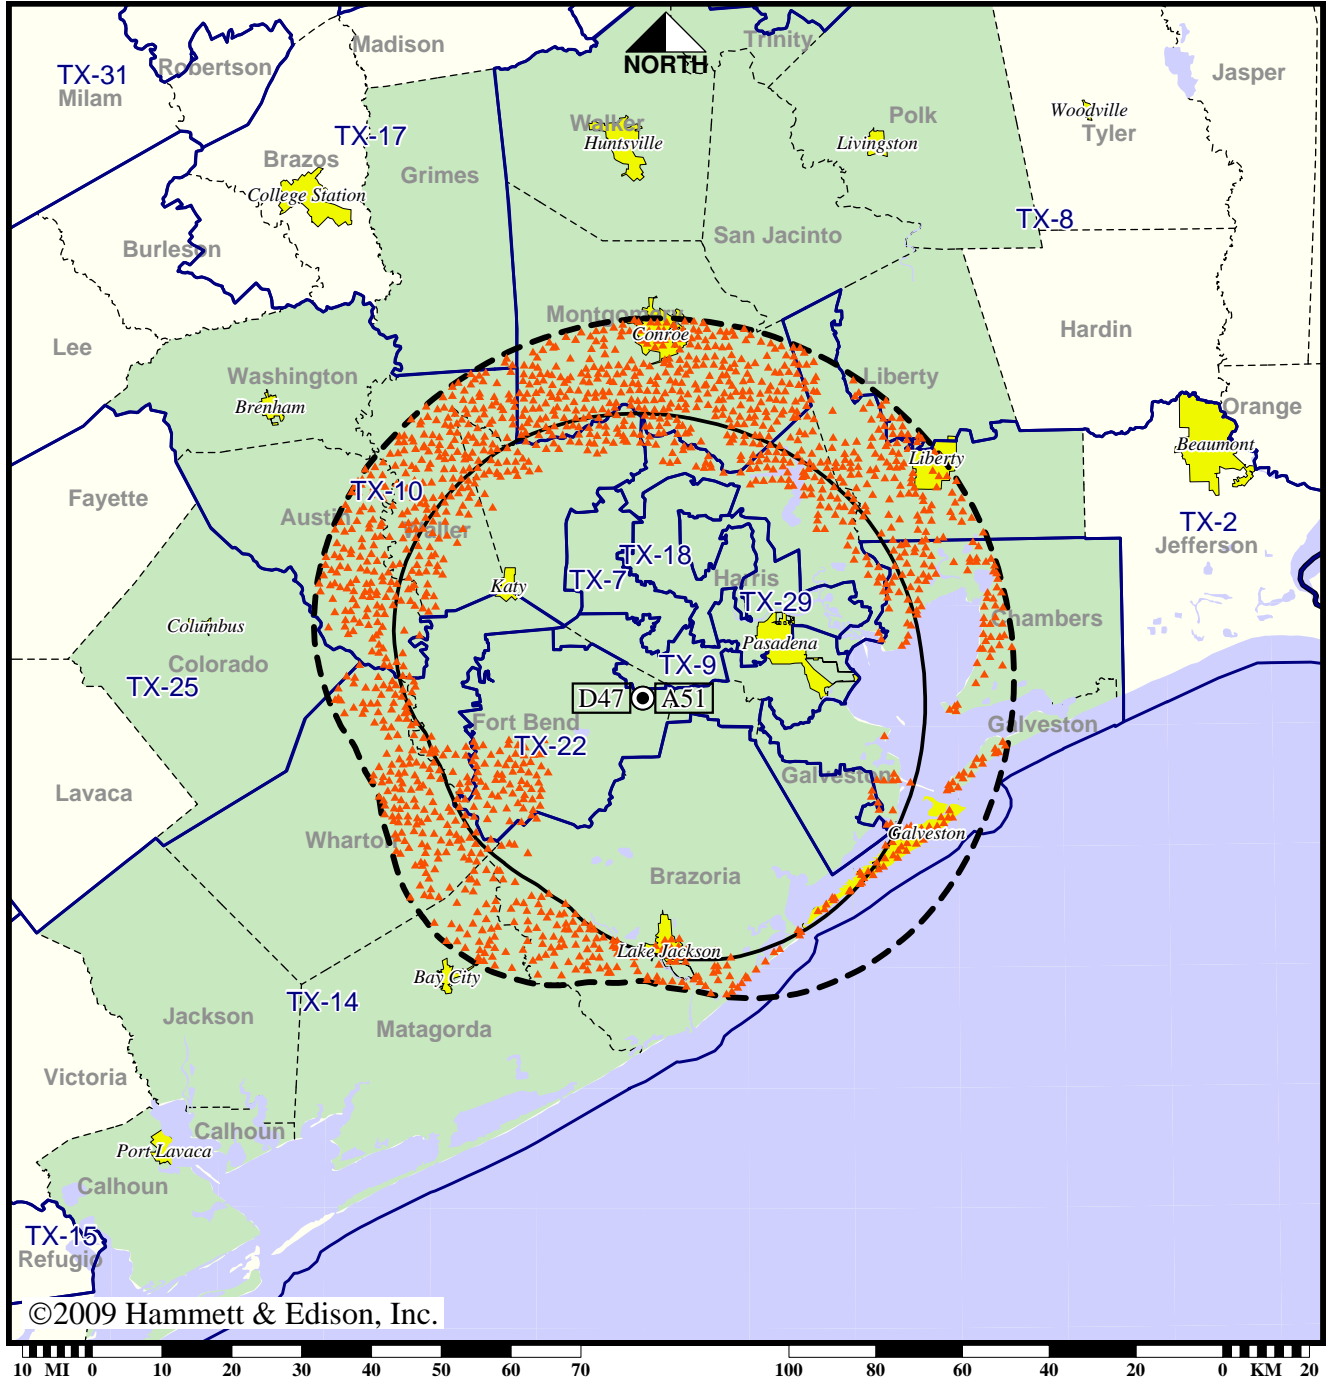 Madison
Trinity
Robertson
NORTH
TX-31
Milam
Jasper
Polk
Woodville
Tyler
Walker
Huntsville
Livingston
TX-17
Brazos
Grimes
College Station
TX-8
San Jacinto
Burleson
Montgomery
Conroe
Hardin
Lee
Washington
Liberty
Brenham
Orange
Beaumont
Liberty
Fayette
TX-10
Austin
Waller
TX-2
Jefferson
TX-18
TX-7
Harris
Katy
TX-29
Chambers
Columbus
Pasadena
Colorado
TX-9
TX-25
D47
A51
Fort Bend
Galveston
TX-22
Galveston
Lavaca
Wharton
Galveston
Brazoria
Lake Jackson
Bay City
TX-14
Jackson
Matagorda
Victoria
Calhoun
Port Lavaca
Calhoun
TX-15
Refugio
©2009 Hammett & Edison, Inc.
10 MI 0 10 20 30 40 50 60 70 100 80 60 40 20 0 KM 20